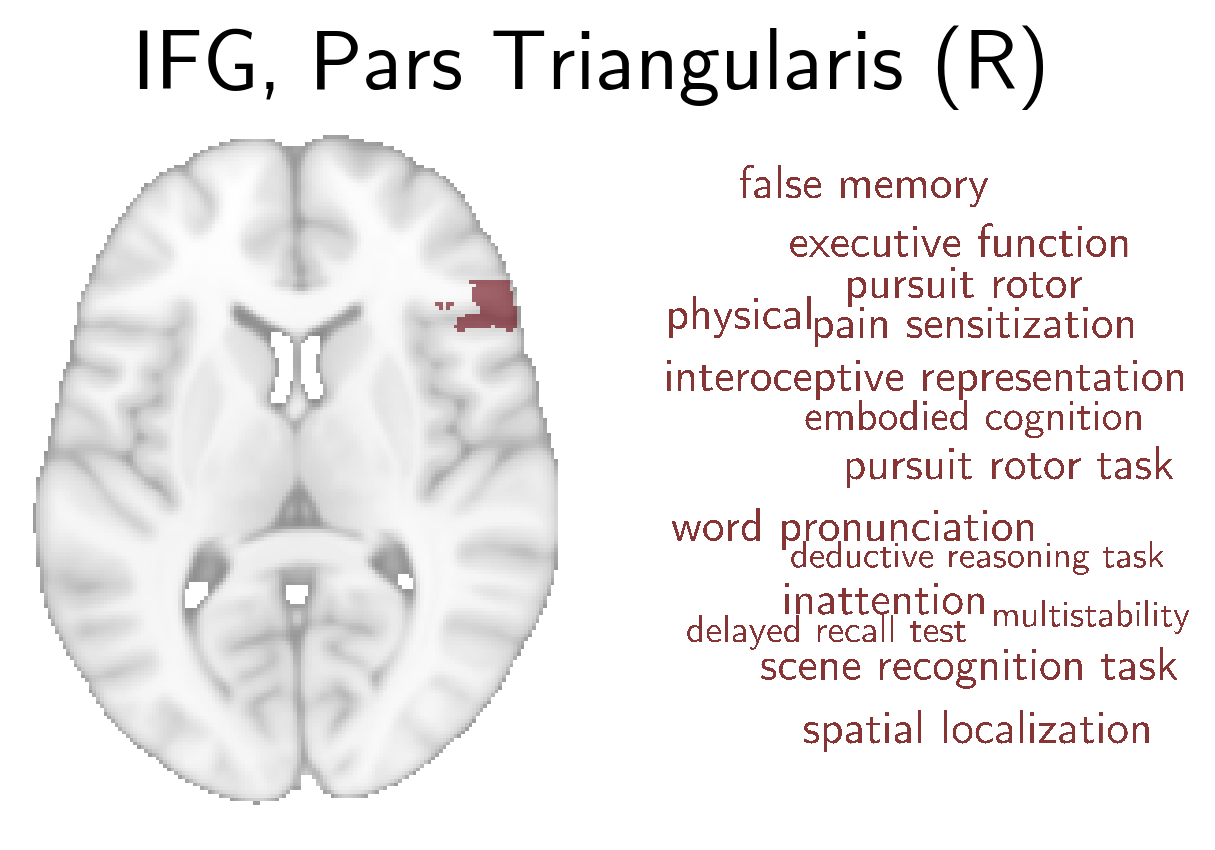 IFG, Pars Triangularis (R)
false memory
executive function
pursuit rotor
physical
pain sensitization
interoceptive representation
embodied cognition
pursuit rotor task
word pronunciation
deductive reasoning task
inattention
multistability
delayed recall test
scene recognition task
spatial localization